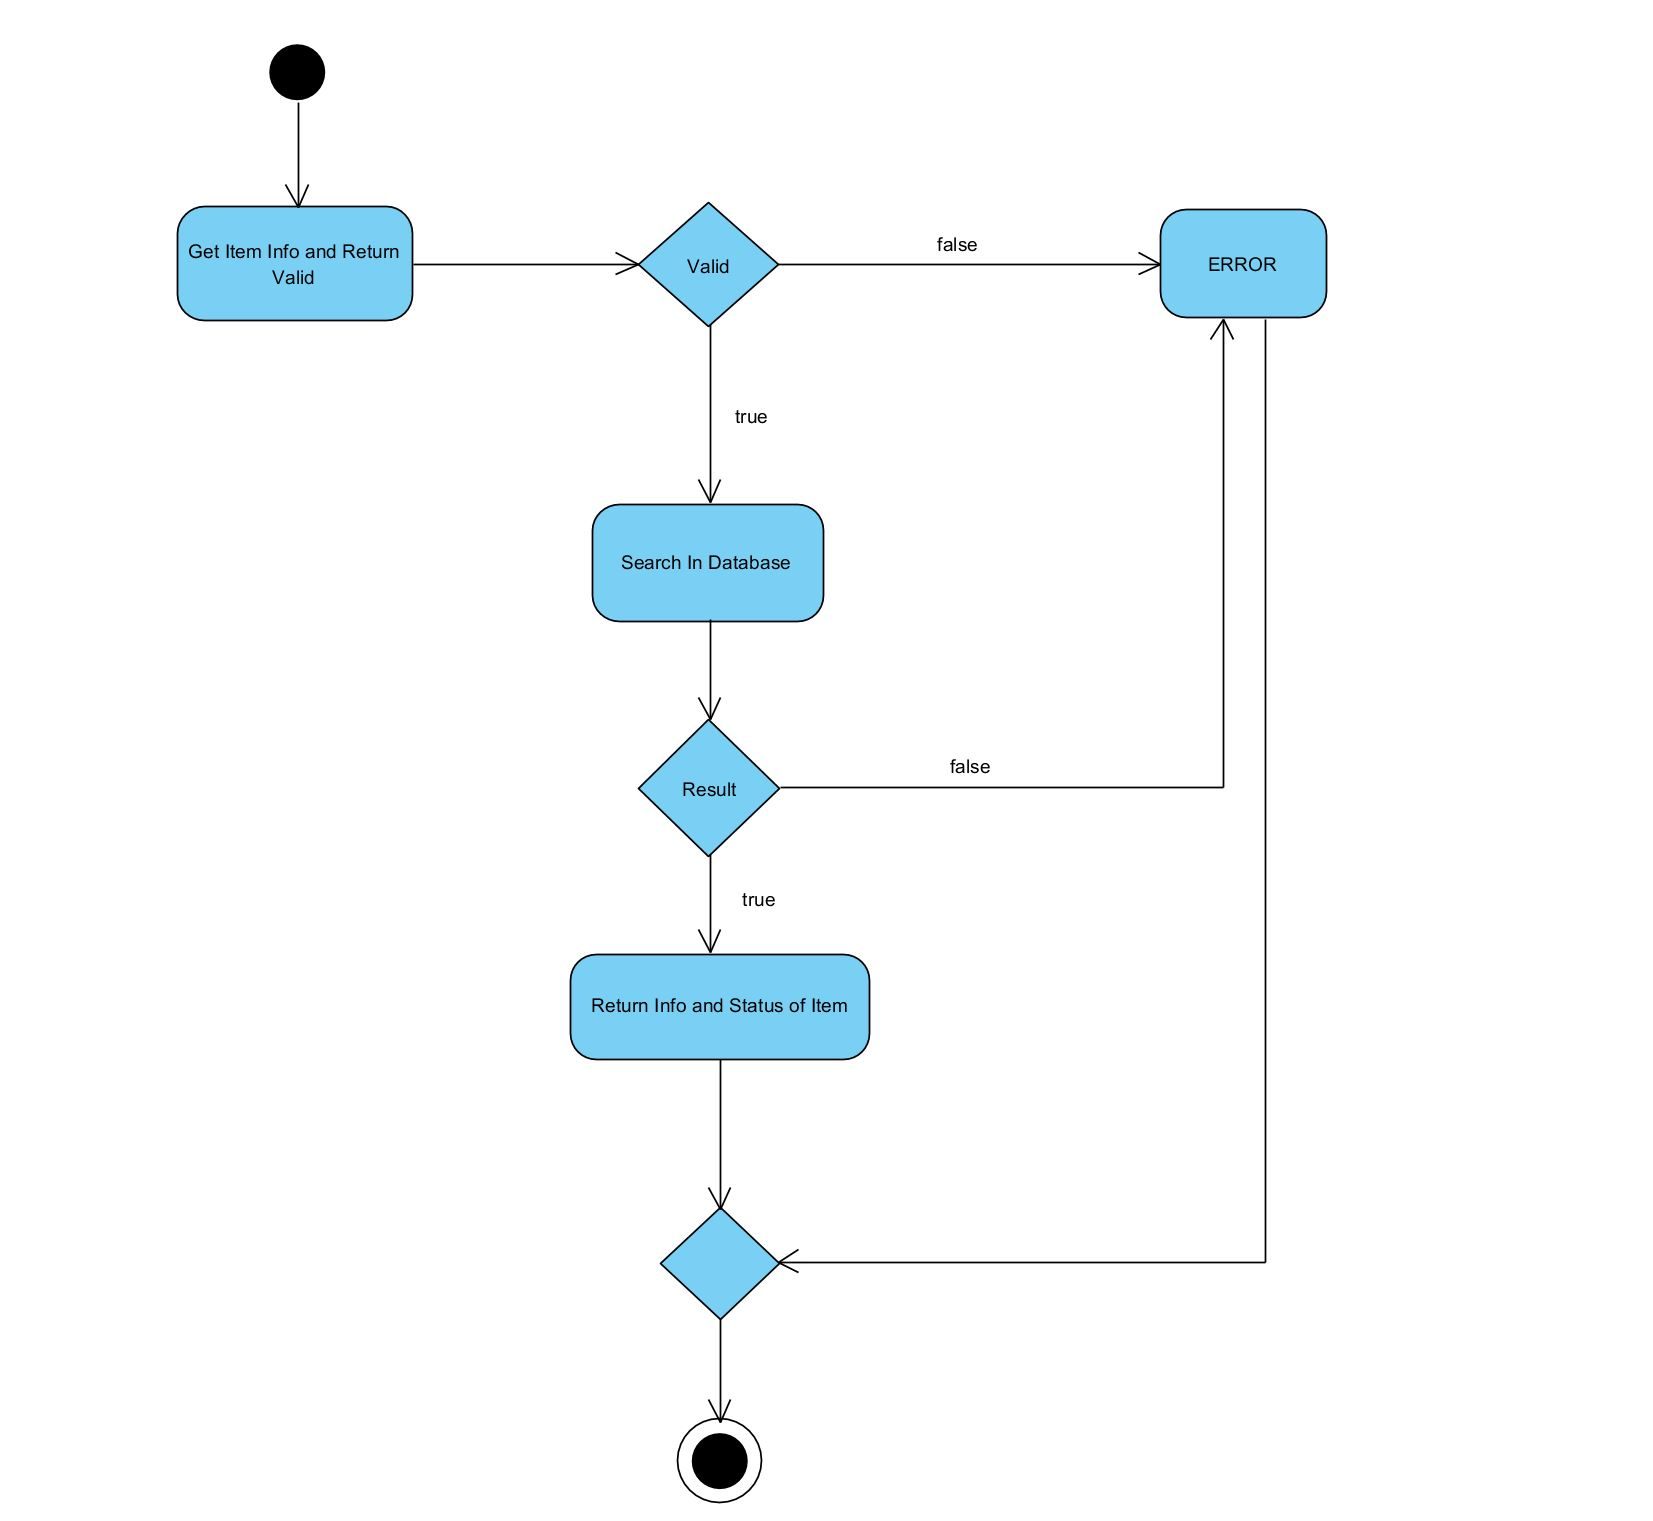 Get Item Info and Return
Valid
Valid
false
ERROR
true
Search In Database
Result
false
true
Return Info and Status of Item